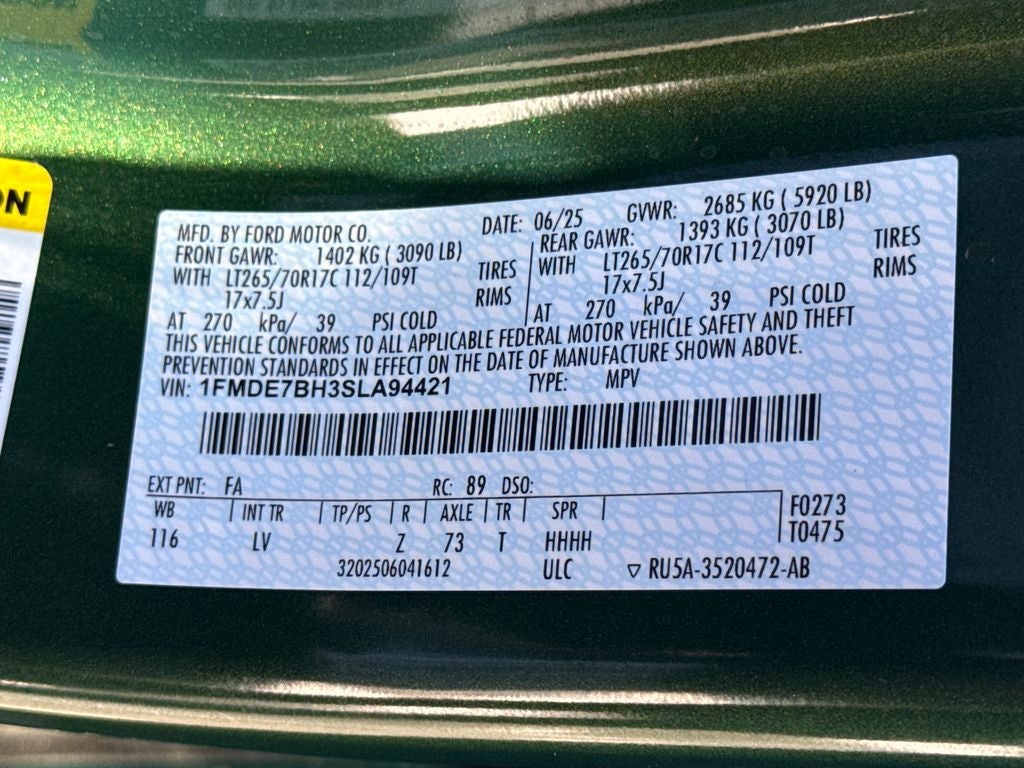 ON
MFD. BY FORD MOTOR CO. DATE: 06/25 GVWR: 2685 KG ( 5920 LB)
FRONT GAWR: 1402 KG ( 3090 LB) REAR GAWR: 1393 KG ( 3070 LB)
WITH LT265/70R17C 112/109T TIRES WITH LT265/70R17C 112/109T TIRES
17x7.5J RIMS 17x7.5J RIMS
AT 270 kPa/ 39 PSI COLD AT 270 kPa/ 39 PSI COLD
THIS VEHICLE CONFORMS TO ALL APPLICABLE FEDERAL MOTOR VEHICLE SAFETY AND THEFT
PREVENTION STANDARDS IN EFFECT ON THE DATE OF MANUFACTURE SHOWN ABOVE.
VIN: 1FMDE7BH3SLA94421 TYPE: MPV
EXT PNT: FA RC: 89 DSO:
WB INT TR TP/PS R AXLE TR SPR F0273
116 LV Z 73 T HHHH T0475
3202506041612 ULC ▽ RU5A-3520472-AB